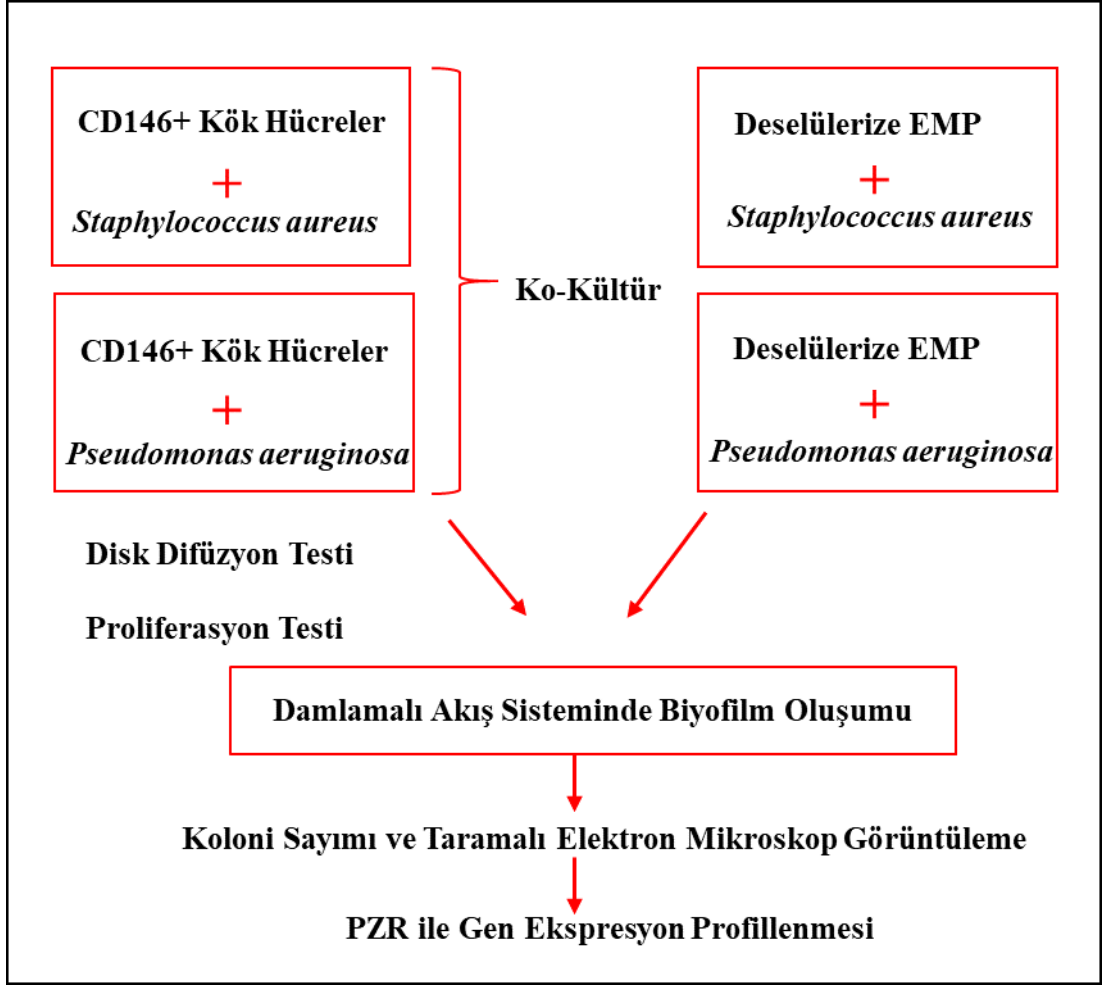 CD146+ Kök Hücreler
+
Staphylococcus aureus
CD146+ Kök Hücreler
+
Pseudomonas aeruginosa
Ko-Kültür
Deselülerize EMP
+
Staphylococcus aureus
Deselülerize EMP
+
Pseudomonas aeruginosa
Disk Difüzyon Testi
Proliferasyon Testi
Damlamalı Akış Sisteminde Biyofilm Oluşumu
Koloni Sayımı ve Taramalı Elektron Mikroskop Görüntüleme
PZR ile Gen Ekspresyon Profillenmesi